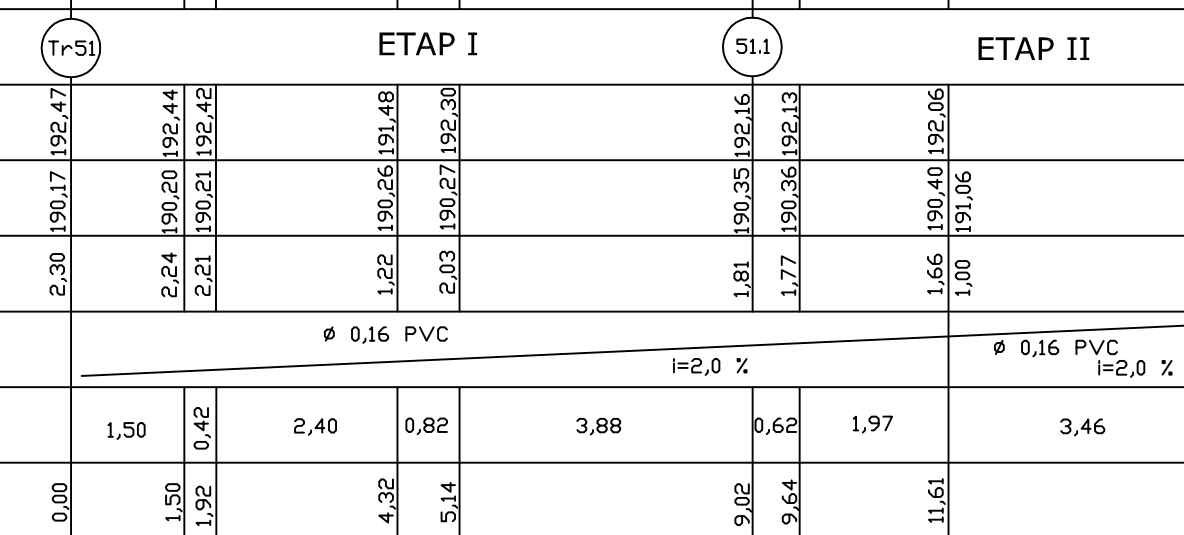 Tr51 ETAP I 51.1 ETAP II
192,47 192,44 192,42 191,48 192,30 192,16 192,13 192,06
190,17 190,20 190,21 190,26 190,27 190,35 190,36 190,40 191,06
2,30 2,24 2,21 1,22 2,03 1,81 1,77 1,66 1,00
ø 0,16 PVC ø 0,16 PVC
i=2,0 % i=2,0 %
1,50 0,42 2,40 0,82 3,88 0,62 1,97 3,46
0,00 1,50 1,92 4,32 5,14 9,02 9,64 11,61